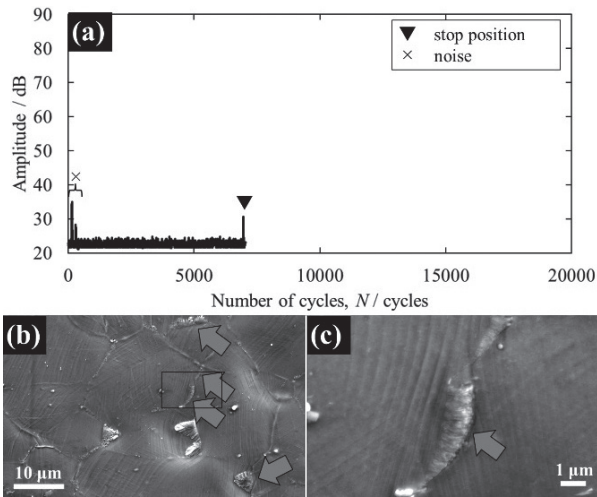 (a)
90
80
70
60
50
40
30
20
Amplitude / dB
▼ stop position
× noise
×
▼
0 5000 10000 15000 20000
Number of cycles, N / cycles
(b)
10 μm
(c)
1 μm